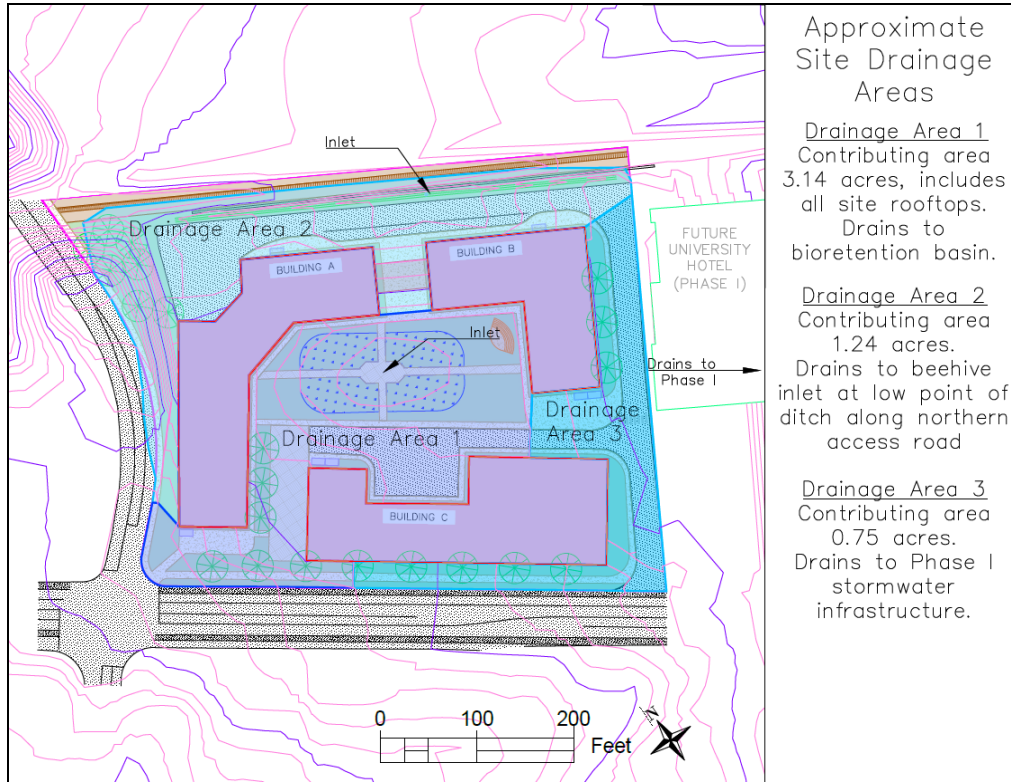 Inlet
Drainage Area 2
BUILDING A
BUILDING B
Inlet
Drainage Area 1
Drainage
Area 3
BUILDING C
FUTURE
UNIVERSITY
HOTEL
(PHASE I)
Drains to
Phase I
0 100 200
Feet
N
Approximate
Site Drainage
Areas
Drainage Area 1
Contributing area
3.14 acres, includes
all site rooftops.
Drains to
bioretention basin.
Drainage Area 2
Contributing area
1.24 acres.
Drains to beehive
inlet at low point of
ditch along northern
access road
Drainage Area 3
Contributing area
0.75 acres.
Drains to Phase I
stormwater
infrastructure.